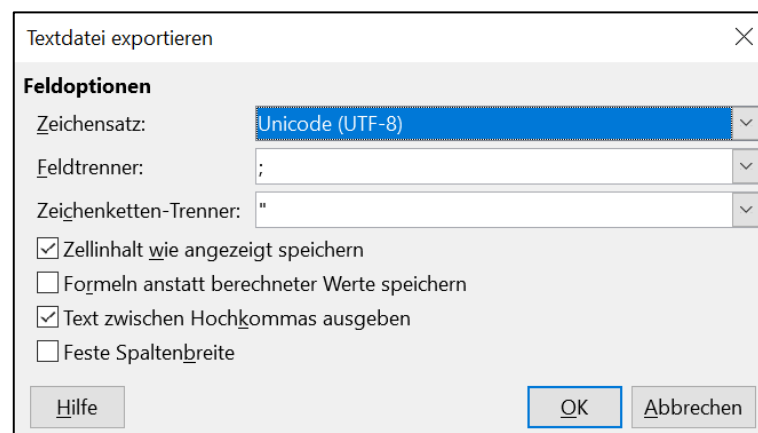 Textdatei exportieren
Feldoptionen
Zeichensatz: Unicode (UTF-8)
Feldtrenner: ;
Zeichenketten-Trenner: "
Zellinhalt wie angezeigt speichern
Formeln anstatt berechneter Werte speichern
Text zwischen Hochkommas ausgeben
Feste Spaltenbreite
Hilfe OK Abbrechen